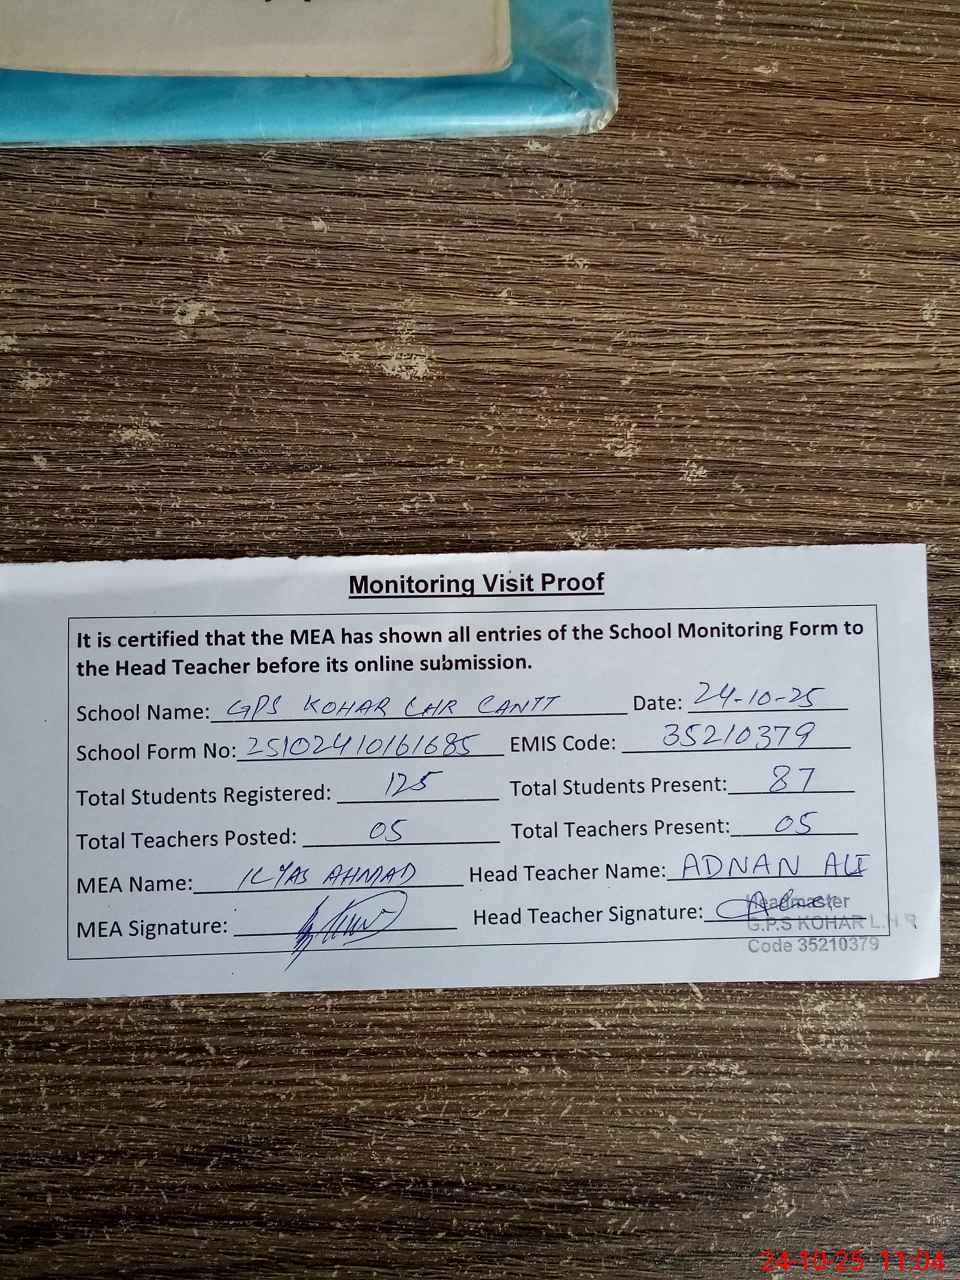 Monitoring Visit Proof
It is certified that the MEA has shown all entries of the School Monitoring Form to
the Head Teacher before its online submission.
School Name: GPS KOHAR LHR CANTT Date: 24-10-25
School Form No: 25102410161685 EMIS Code: 35210379
Total Students Registered: 125 Total Students Present: 87
Total Teachers Posted: 05 Total Teachers Present: 05
MEA Name: ILYAS AHMAD Head Teacher Name: ADNAN ALI
MEA Signature: Head Teacher Signature:
Headmaster
G.P.S KOHAR L.H R
Code 35210379
24-10-25 11:04